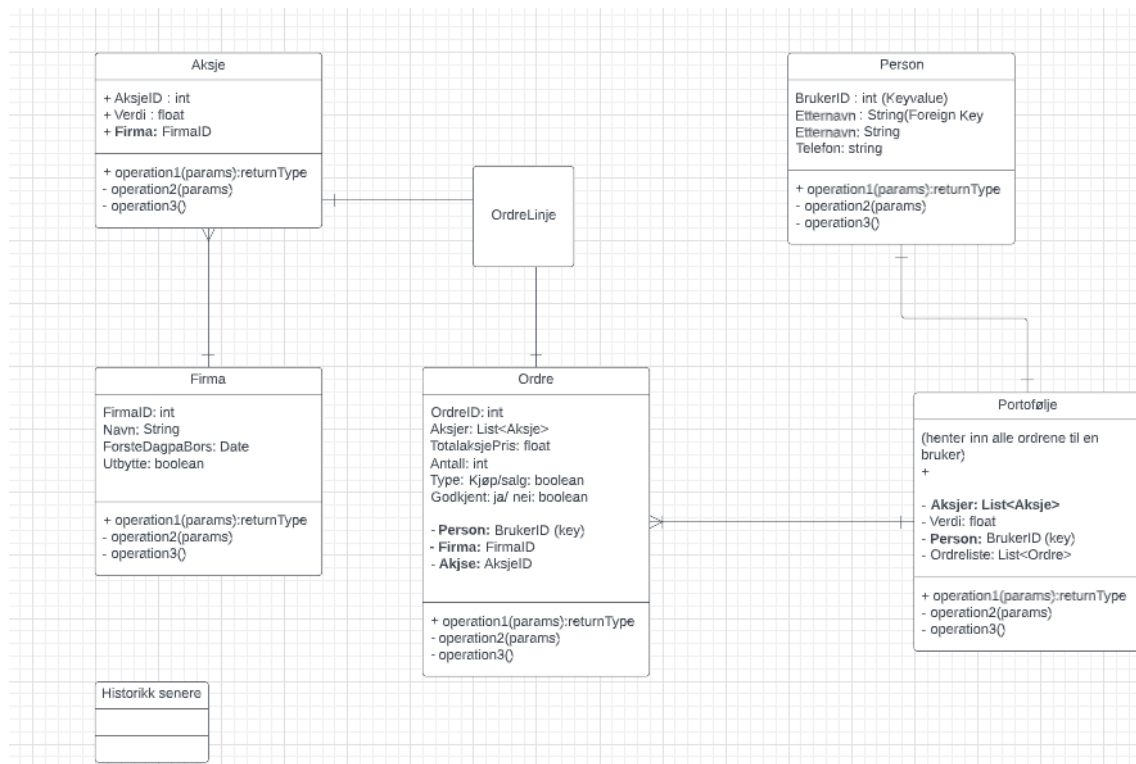 Aksje
+ AksjeID : int
+ Verdi : float
+ Firma: FirmaID
+ operation1(params):returnType
- operation2(params)
- operation3()
OrdreLinje
Person
BrukerID : int (Keyvalue)
Etternavn : String(Foreign Key
Etternavn: String
Telefon: string
+ operation1(params):returnType
- operation2(params)
- operation3()
Firma
FirmaID: int
Navn: String
ForsteDagpaBors: Date
Utbytte: boolean
+ operation1(params):returnType
- operation2(params)
- operation3()
Ordre
OrdreID: int
Aksjer: List<Aksje>
TotalaksjePris: float
Antall: int
Type: Kjøp/salg: boolean
Godkjent: ja/ nei: boolean
- Person: BrukerID (key)
- Firma: FirmaID
- Akjse: AksjeID
+ operation1(params):returnType
- operation2(params)
- operation3()
Portofølje
(henter inn alle ordrene til en
bruker)
+
- Aksjer: List<Aksje>
- Verdi: float
- Person: BrukerID (key)
- Ordreliste: List<Ordre>
+ operation1(params):returnType
- operation2(params)
- operation3()
Historikk senere